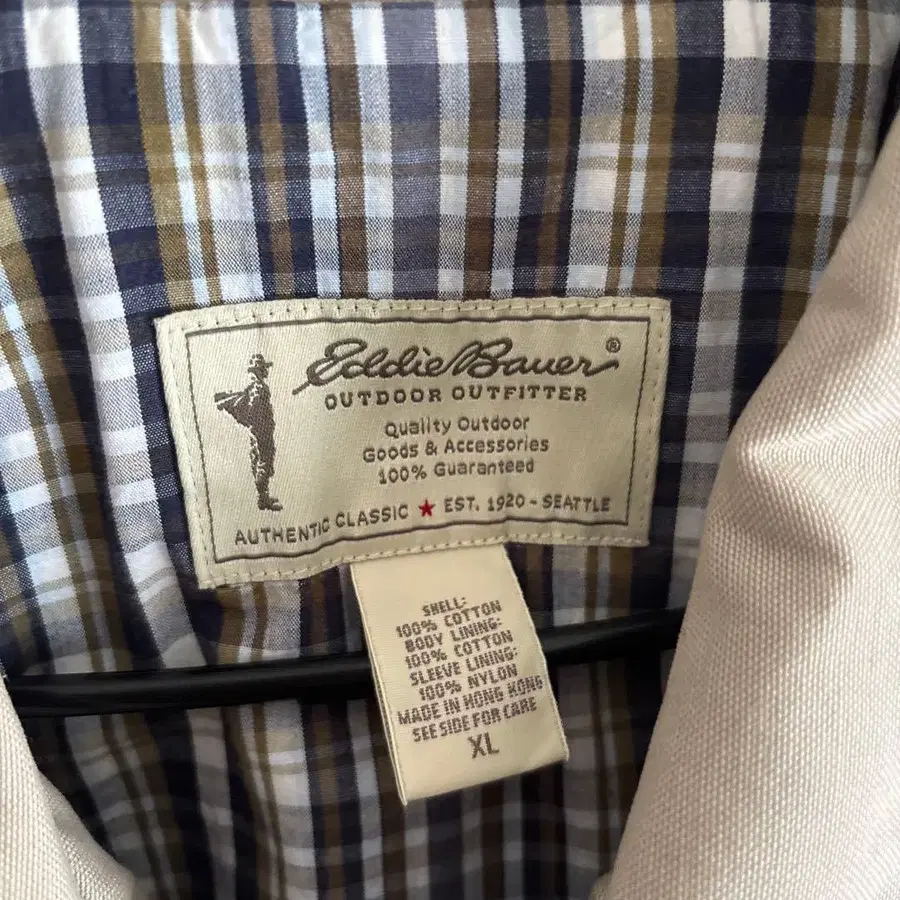 Eddie Bauer®
OUTDOOR OUTFITTER
Quality Outdoor
Goods & Accessories
100% Guaranteed
AUTHENTIC CLASSIC ★ EST. 1920 - SEATTLE
SHELL:
100% COTTON
BODY LINING:
100% COTTON
SLEEVE LINING:
100% NYLON
MADE IN HONG KONG
SEE SIDE FOR CARE
XL